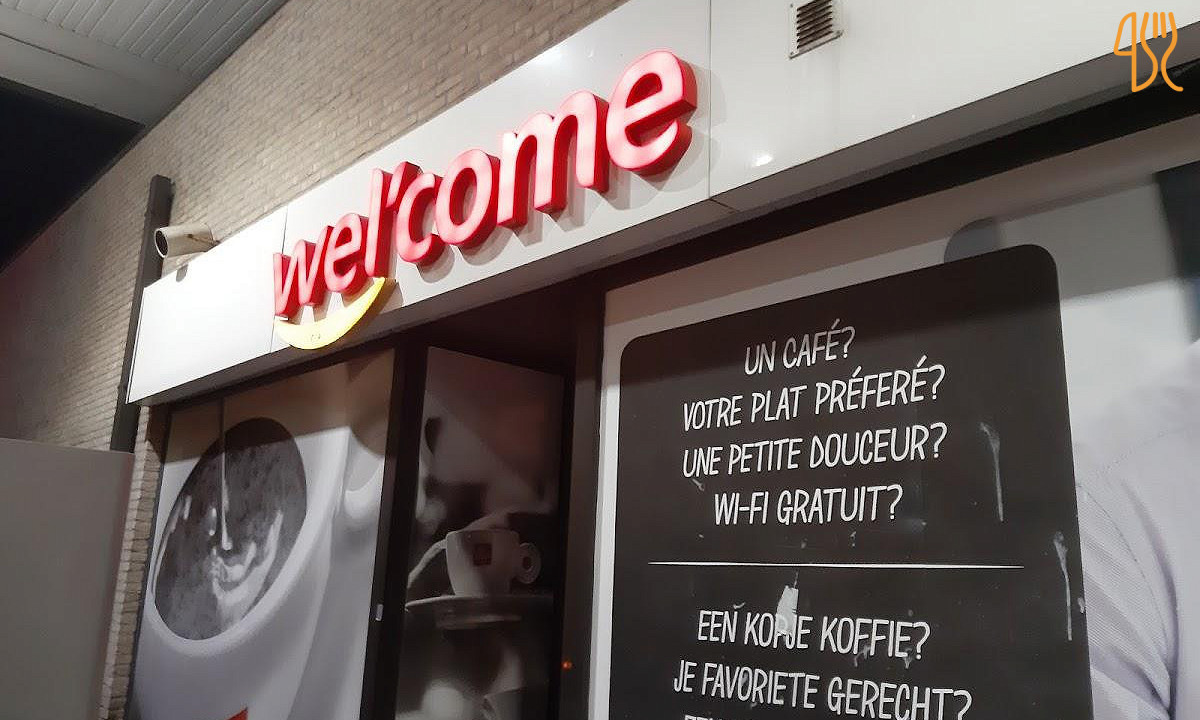 wel'come
UN CAFÉ?
VOTRE PLAT PRÉFERÉ?
UNE PETITE DOUCEUR?
WI-FI GRATUIT?
EEN KOPJE KOFFIE?
JE FAVORIETE GERECHT?